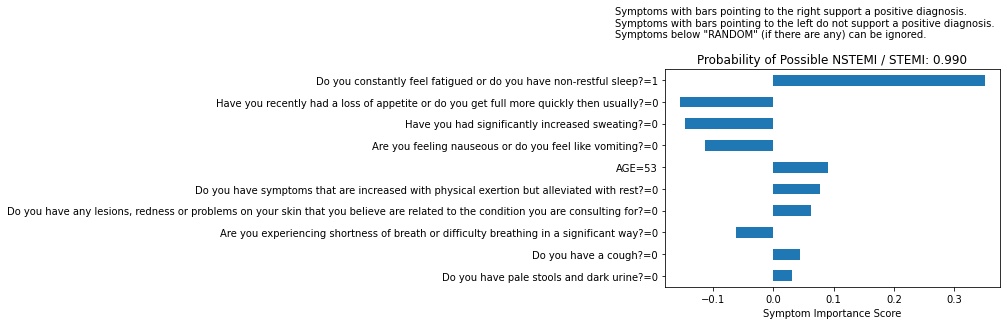 Symptoms with bars pointing to the right support a positive diagnosis.
Symptoms with bars pointing to the left do not support a positive diagnosis.
Symptoms below "RANDOM" (if there are any) can be ignored.
Probability of Possible NSTEMI / STEMI: 0.990
Do you constantly feel fatigued or do you have non-restful sleep?=1
Have you recently had a loss of appetite or do you get full more quickly then usually?=0
Have you had significantly increased sweating?=0
Are you feeling nauseous or do you feel like vomiting?=0
AGE=53
Do you have symptoms that are increased with physical exertion but alleviated with rest?=0
Do you have any lesions, redness or problems on your skin that you believe are related to the condition you are consulting for?=0
Are you experiencing shortness of breath or difficulty breathing in a significant way?=0
Do you have a cough?=0
Do you have pale stools and dark urine?=0
−0.1 0.0 0.1 0.2 0.3
Symptom Importance Score